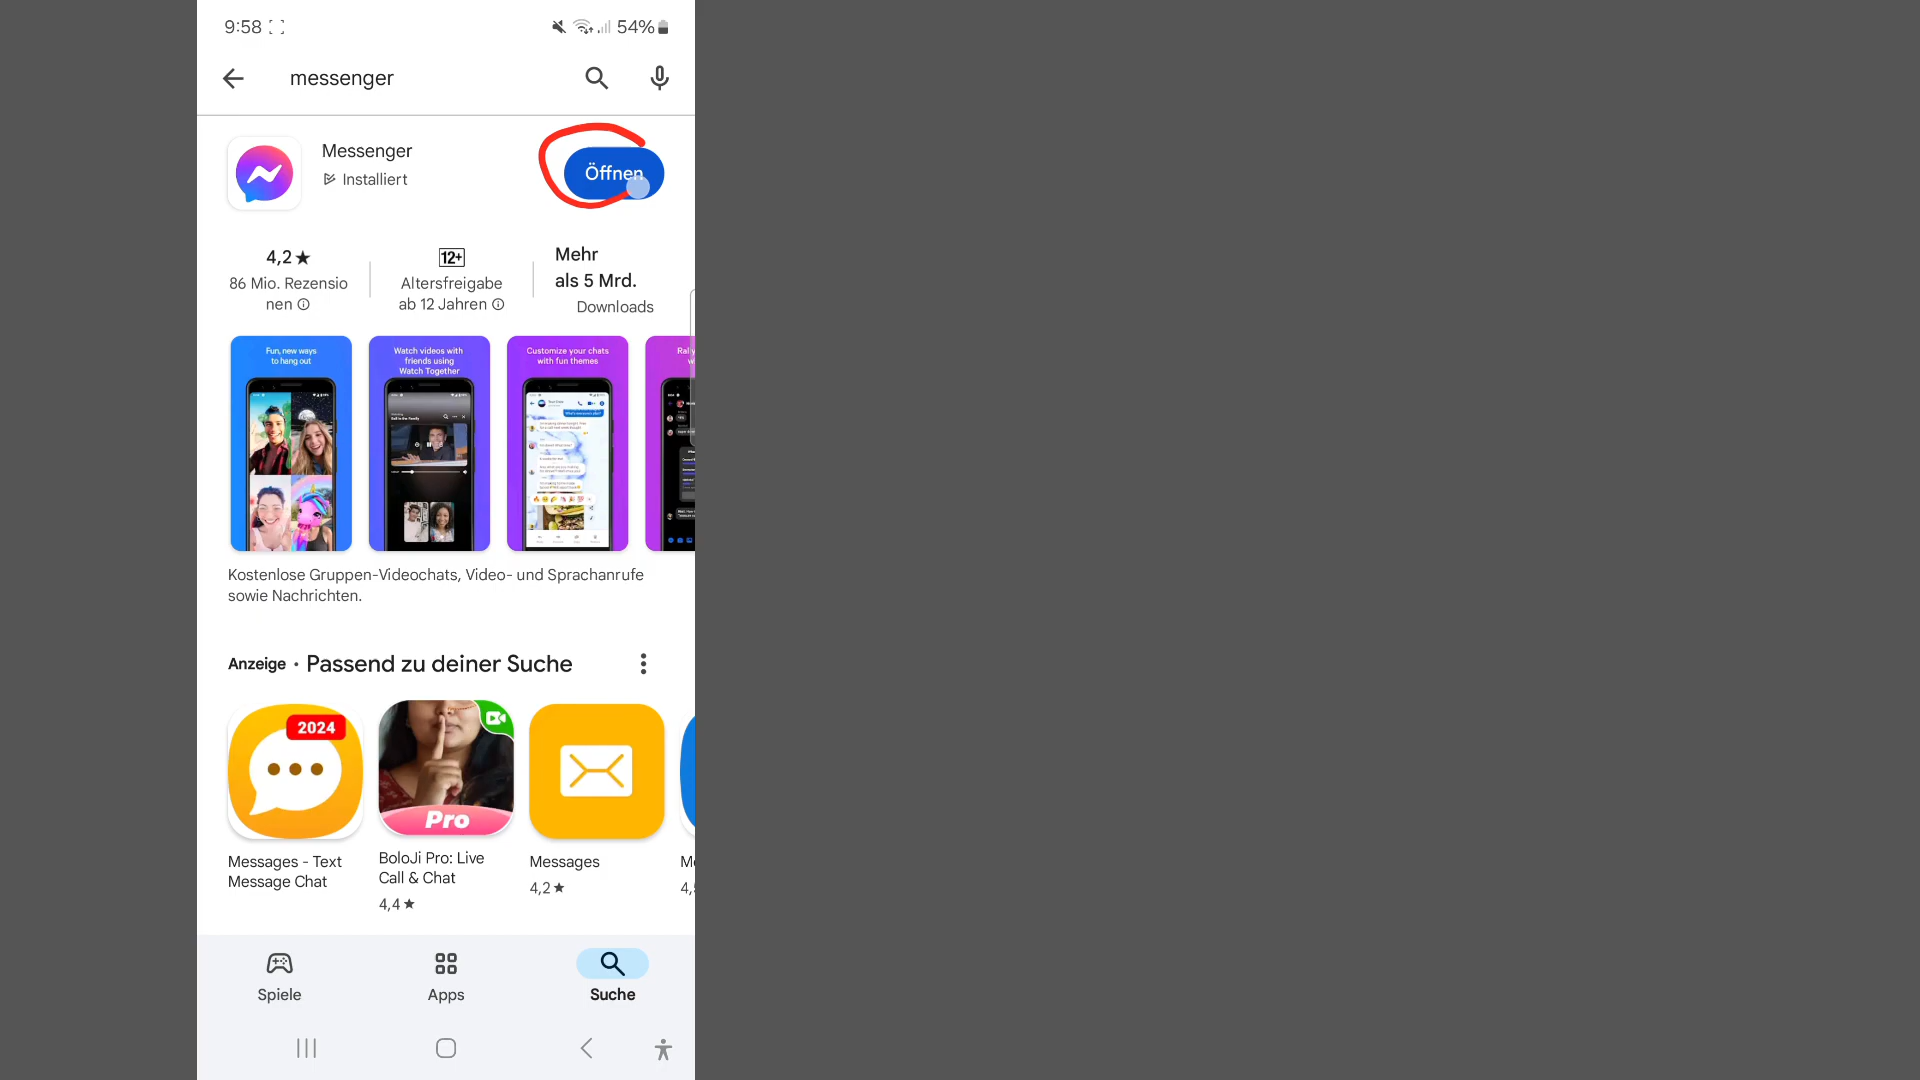 9:58
54%
messenger
Messenger
Installiert
Öffnen
4,2★
86 Mio. Rezensio
nen
12+
Altersfreigabe
ab 12 Jahren
Mehr
als 5 Mrd.
Downloads
Fun, new ways
to hang out
Watch videos with
friends using
Watch Together
Customize your chats
with fun themes
Kostenlose Gruppen-Videochats, Video- und Sprachanrufe
sowie Nachrichten.
Anzeige • Passend zu deiner Suche
2024
Pro
Messages - Text
Message Chat
BoloJi Pro: Live
Call & Chat
4,4★
Messages
4,2★
Spiele
Apps
Suche